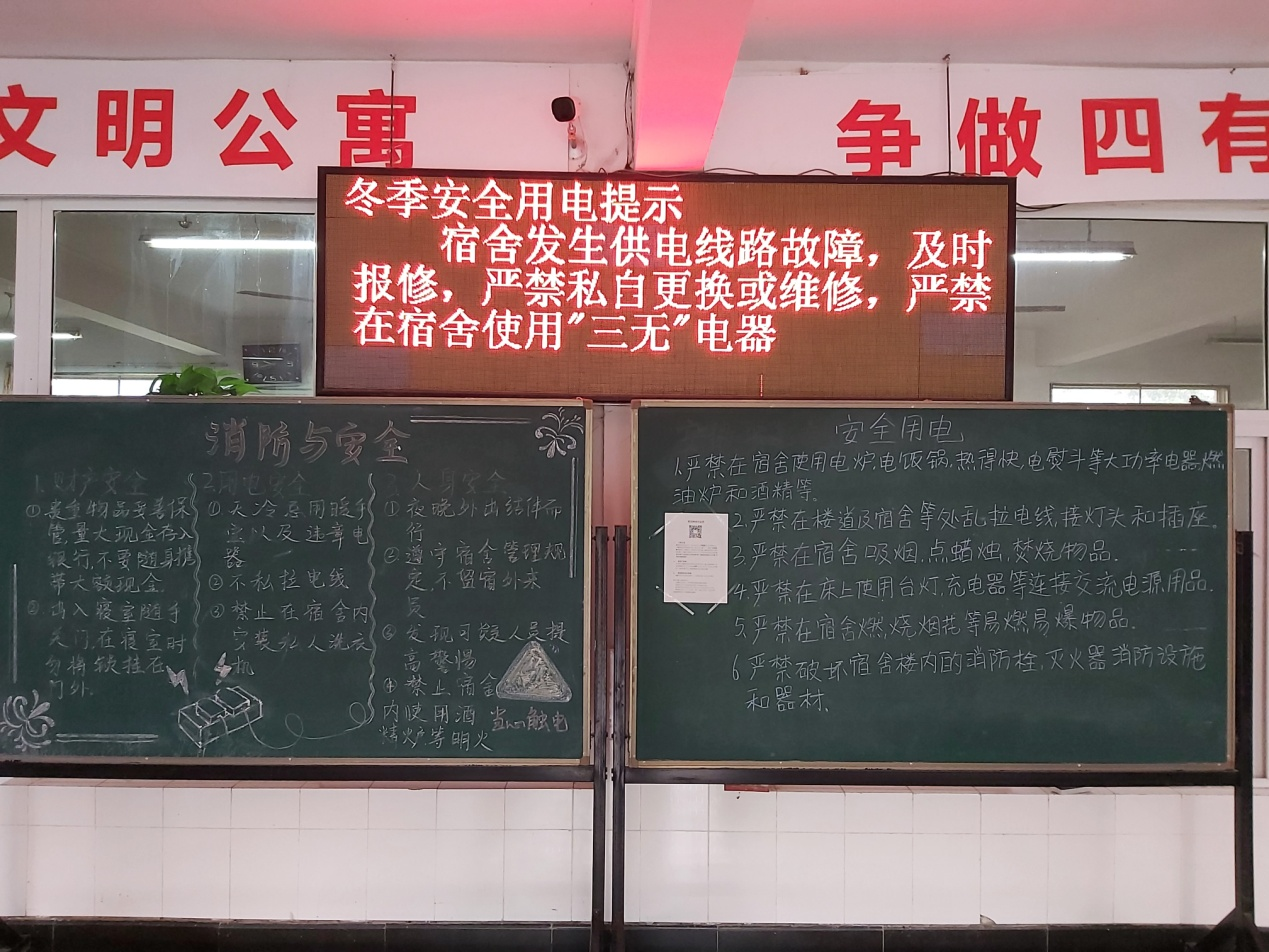 文明公寓
争做四有
冬季安全用电提示
宿舍发生供电线路故障，及时
报修，严禁私自更换或维修，严禁
在宿舍使用"三无"电器
消防与安全
1.财产安全
①贵重物品妥善保
管,量大现金存入
银行,不要随身携
带大额现金.
②出入寝室随手
关门,在寝室时
勿将钥挂在
门外.
2.用电安全
①天冷忌用暖手
宝以及违章电
器
②不私拉电线
③禁止在宿舍内
安装私人洗衣
机
3.人身安全
①夜晚外出结伴而
行
②遵守宿舍管理规
定,不留宿外来
员
③发现可疑人员提
高警惕
④禁止宿舍
内使用酒
精炉等明火
当心触电
安全用电
1.严禁在宿舍使用电炉,电饭锅,热得快,电熨斗等大功率电器,燃
油炉和酒精等.
2.严禁在楼道及宿舍等处乱拉电线,接灯头和插座.
3.严禁在宿舍吸烟,点蜡烛,焚烧物品.
4.严禁在床上使用台灯,充电器等连接交流电源用品.
5.严禁在宿舍燃烧烟花等易燃易爆物品.
6.严禁破坏宿舍楼内的消防栓,灭火器消防设施
和器材.